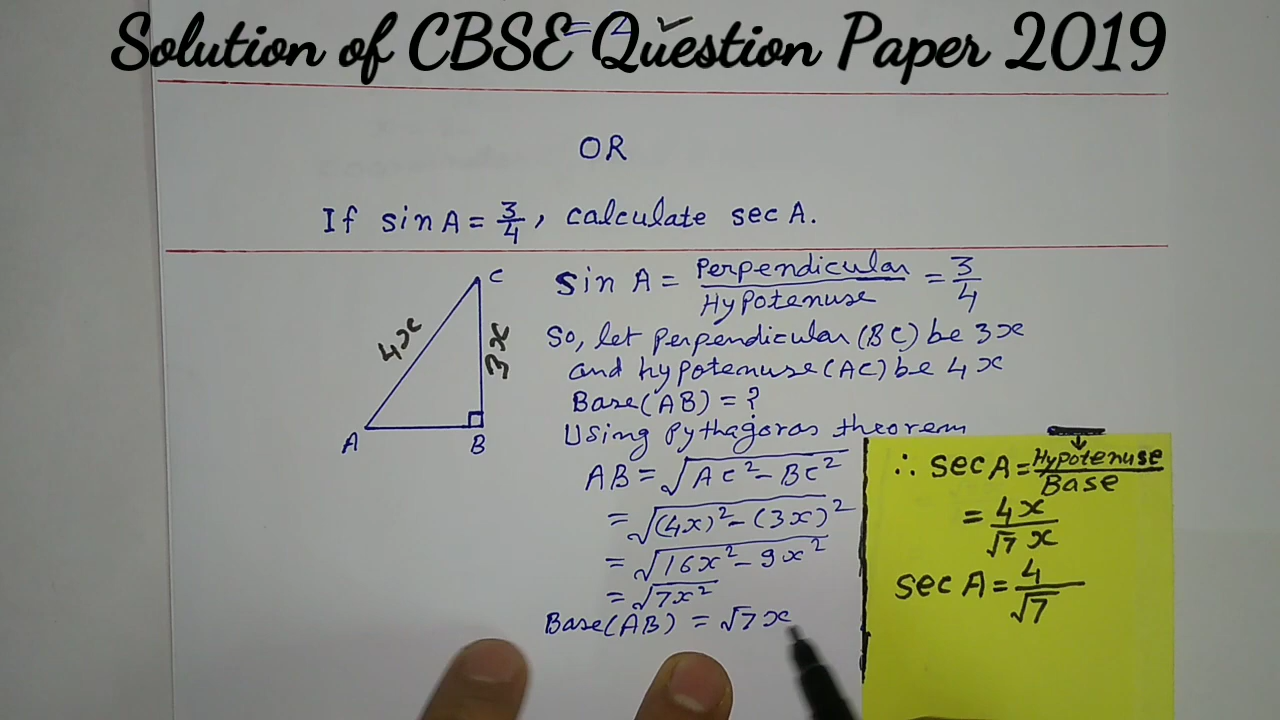 Solution of CBSE Question Paper 2019
OR
If sin A = 3/4, calculate sec A.
C
4x
3x
A
B
sin A = Perpendicular/Hypotenuse = 3/4
So, let perpendicular (BC) be 3x
and hypotenuse (AC) be 4x
Base (AB) = ?
Using Pythagoras theorem
AB = √AC² - BC²
= √(4x)² - (3x)²
= √16x² - 9x²
= √7x²
Base (AB) = √7x
∴ sec A = Hypotenuse/Base
= 4x/√7 x
sec A = 4/√7